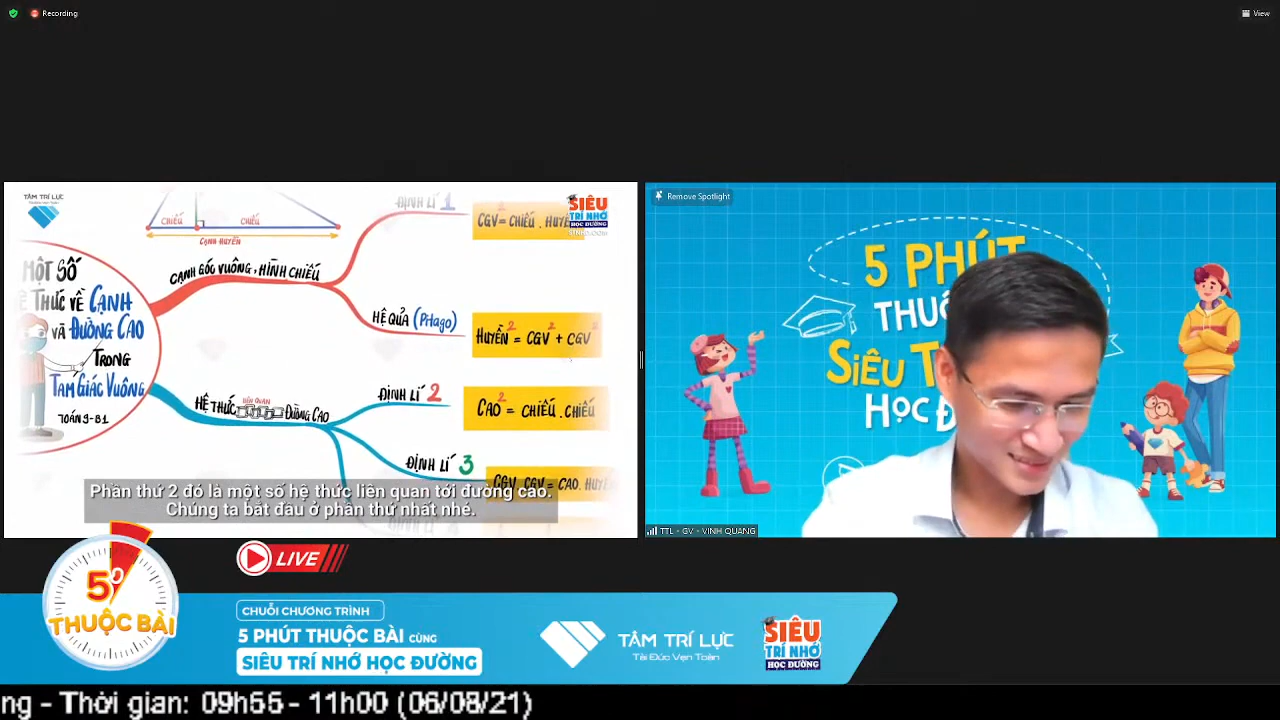 Recording
View
TÂM TRÍ LỰC
SIÊU
TRÍ NHỚ
HỌC ĐƯỜNG
CHIẾU
CHIẾU
CẠNH HUYỀN
ĐỊNH LÍ 1
CGV² = CHIẾU . HUYỀN
MỘT SỐ
THỨC VỀ CẠNH
VÀ ĐƯỜNG CAO
TRONG
TAM GIÁC VUÔNG
TOÁN 9-B1
CẠNH GÓC VUÔNG, HÌNH CHIẾU
HỆ QUẢ (PiTago)
HUYỀN² = CGV² + CGV²
HỆ THỨC LIÊN QUAN ĐƯỜNG CAO
ĐỊNH LÍ 2
CAO² = CHIẾU . CHIẾU
ĐỊNH LÍ 3
CGV . CGV = CAO . HUYỀN
Phần thứ 2 đó là một số hệ thức liên quan tới đường cao.
Chúng ta bắt đầu ở phần thứ nhất nhé.
Remove Spotlight
5 PHÚT
THU
SIÊU T
HỌC Đ
TTL - GV - VINH QUANG
LIVE
5'
THUỘC BÀI
CHUỖI CHƯƠNG TRÌNH
5 PHÚT THUỘC BÀI CÙNG
SIÊU TRÍ NHỚ HỌC ĐƯỜNG
TÂM TRÍ LỰC
Tài Đức Vẹn Toàn
SIÊU
TRÍ NHỚ
HỌC ĐƯỜNG
ng - Thời gian: 09h55 - 11h00 (06/08/21)